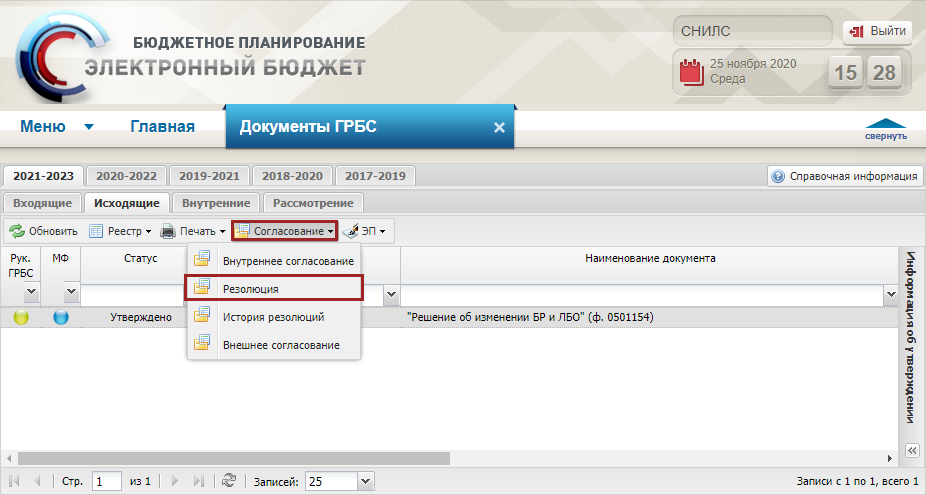 БЮДЖЕТНОЕ ПЛАНИРОВАНИЕ
ЭЛЕКТРОННЫЙ БЮДЖЕТ
СНИЛС
Выйти
25 ноября 2020
Среда
15 28
Меню Главная Документы ГРБС
свернуть
2021-2023 2020-2022 2019-2021 2018-2020 2017-2019
Справочная информация
Входящие Исходящие Внутренние Рассмотрение
Обновить Реестр Печать Согласование ЭП
Рук. ГРБС
МФ
Статус
Наименование документа
Внутреннее согласование
Резолюция
История резолюций
Внешнее согласование
Утверждено
"Решение об изменении БР и ЛБО" (ф. 0501154)
Информация об утверждении
Стр. 1 из 1 Записей: 25
Записи с 1 по 1, всего 1